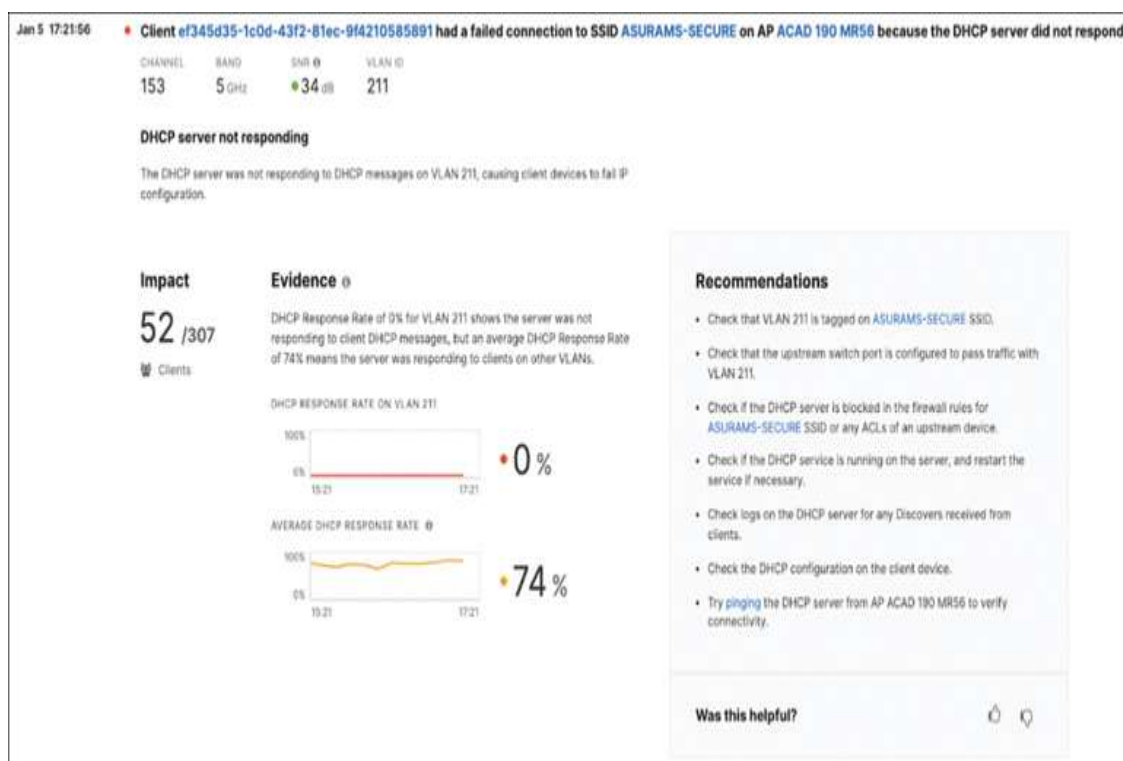 Jan 5 17:21:56
Client ef345d35-1c0d-43f2-81ec-9f4210585891 had a failed connection to SSID ASURAMS-SECURE on AP ACAD 190 MR56 because the DHCP server did not respond
CHANNEL BAND SNR VLAN ID
153 5 GHz 34 dB 211
DHCP server not responding
The DHCP server was not responding to DHCP messages on VLAN 211, causing client devices to fail IP
configuration.
Impact
52 /307
Clients
Evidence
DHCP Response Rate of 0% for VLAN 211 shows the server was not
responding to client DHCP messages, but an average DHCP Response Rate
of 74% means the server was responding to clients on other VLANs.
DHCP RESPONSE RATE ON VLAN 211
100%
0%
15:21 17:21
0 %
AVERAGE DHCP RESPONSE RATE
100%
0%
15:21 17:21
74 %
Recommendations
• Check that VLAN 211 is tagged on ASURAMS-SECURE SSID.
• Check that the upstream switch port is configured to pass traffic with
VLAN 211.
• Check if the DHCP server is blocked in the firewall rules for
ASURAMS-SECURE SSID or any ACLs of an upstream device.
• Check if the DHCP service is running on the server, and restart the
service if necessary.
• Check logs on the DHCP server for any Discovers received from
clients.
• Check the DHCP configuration on the client device.
• Try pinging the DHCP server from AP ACAD 190 MR56 to verify
connectivity.
Was this helpful?